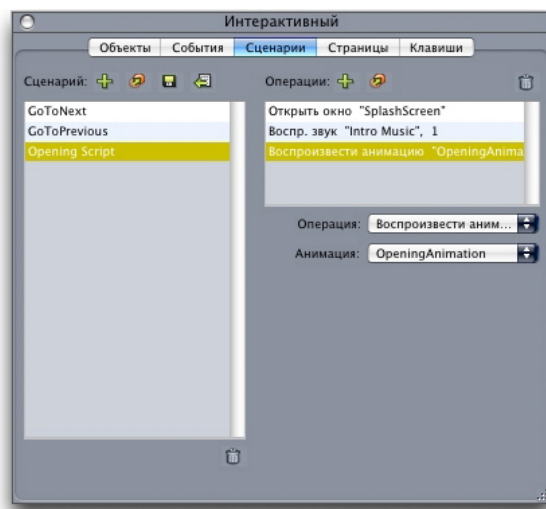 Интерактивный
Объекты События Сценарии Страницы Клавиши
Сценарий:
GoToNext
GoToPrevious
Opening Script
Операции:
Открыть окно "SplashScreen"
Воспр. звук "Intro Music", 1
Воспроизвести анимацию "OpeningAnima
Операция: Воспроизвести аним...
Анимация: OpeningAnimation